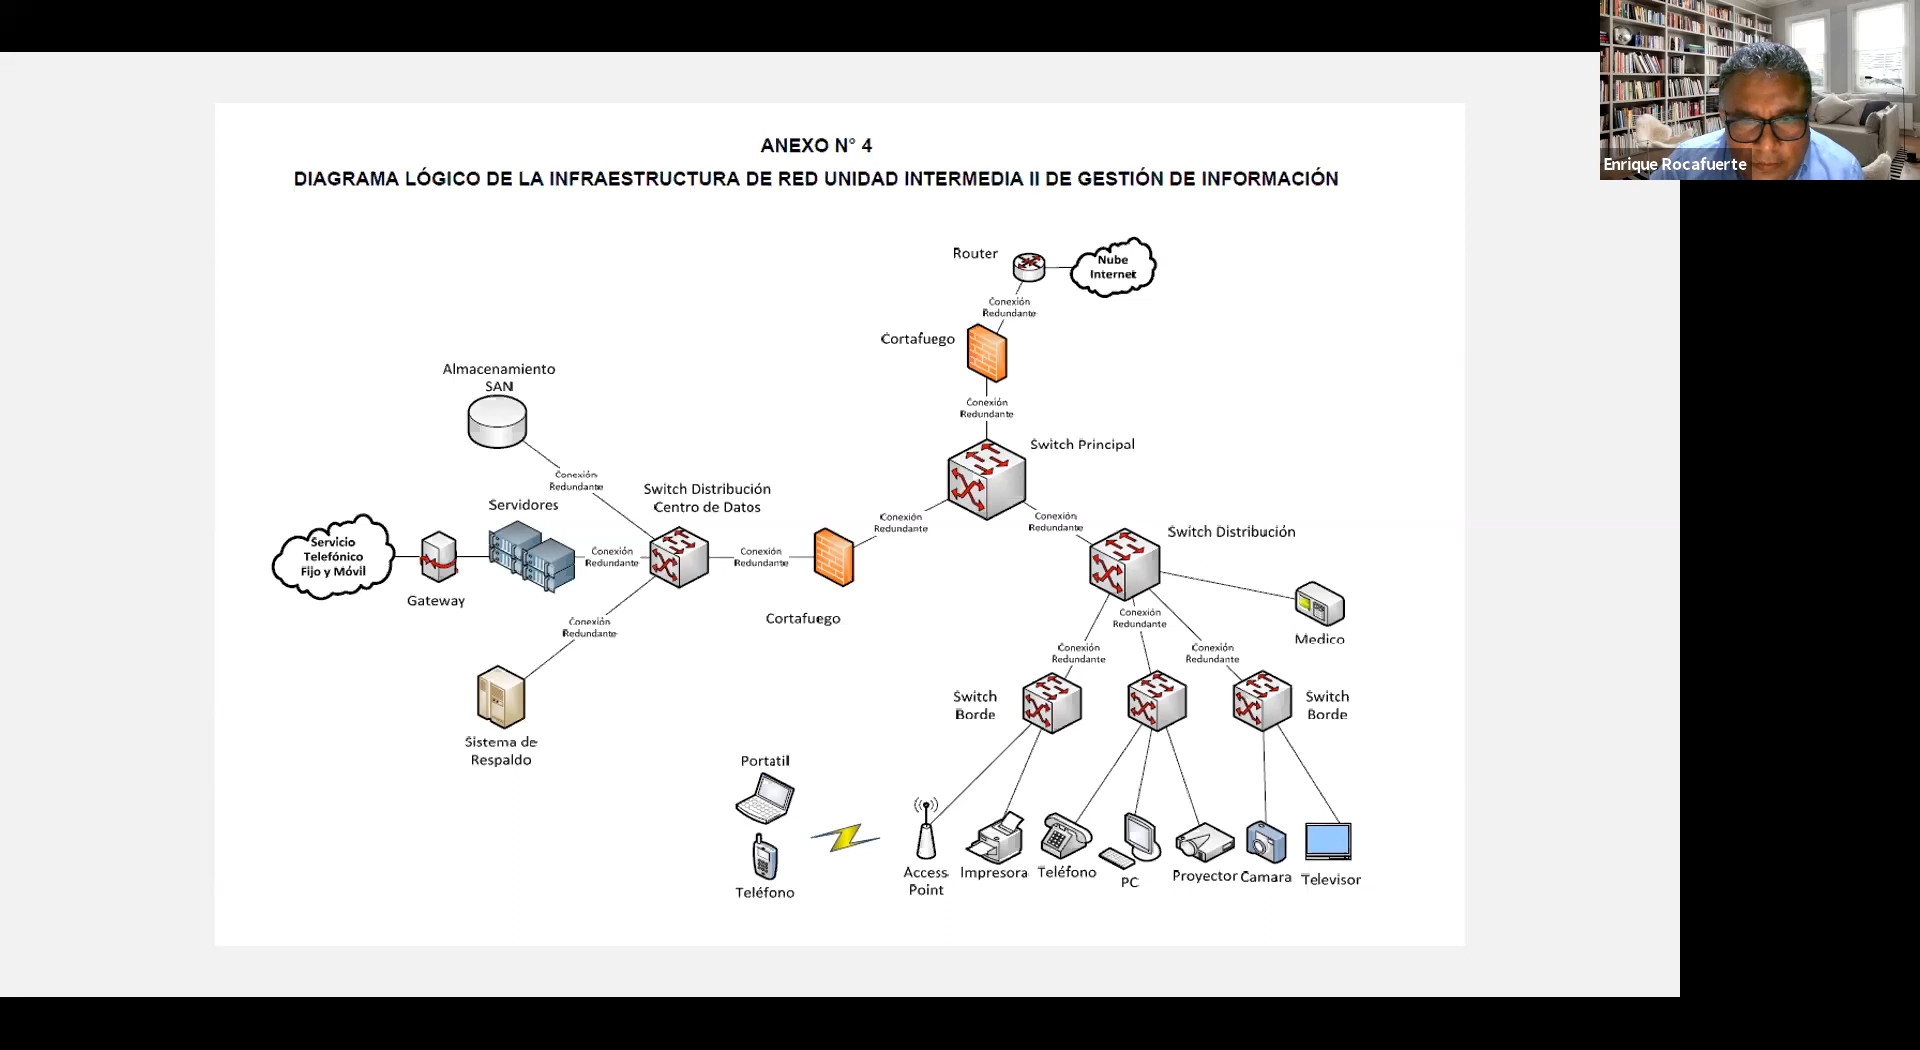 Enrique Rocafuerte
ANEXO N° 4
DIAGRAMA LÓGICO DE LA INFRAESTRUCTURA DE RED UNIDAD INTERMEDIA II DE GESTIÓN DE INFORMACIÓN
Router
Nube
Internet
Conexión
Redundante
Cortafuego
Conexión
Redundante
Switch Principal
Almacenamiento
SAN
Conexión
Redundante
Switch Distribución
Centro de Datos
Servidores
Conexión
Redundante
Conexión
Redundante
Switch Distribución
Servicio
Telefónico
Fijo y Móvil
Conexión
Redundante
Conexión
Redundante
Gateway
Cortafuego
Conexión
Redundante
Conexión
Redundante
Medico
Conexión
Redundante
Conexión
Redundante
Switch
Borde
Switch
Borde
Sistema de
Respaldo
Portatil
Teléfono
Access
Point
Impresora
Teléfono
PC
Proyector
Camara
Televisor